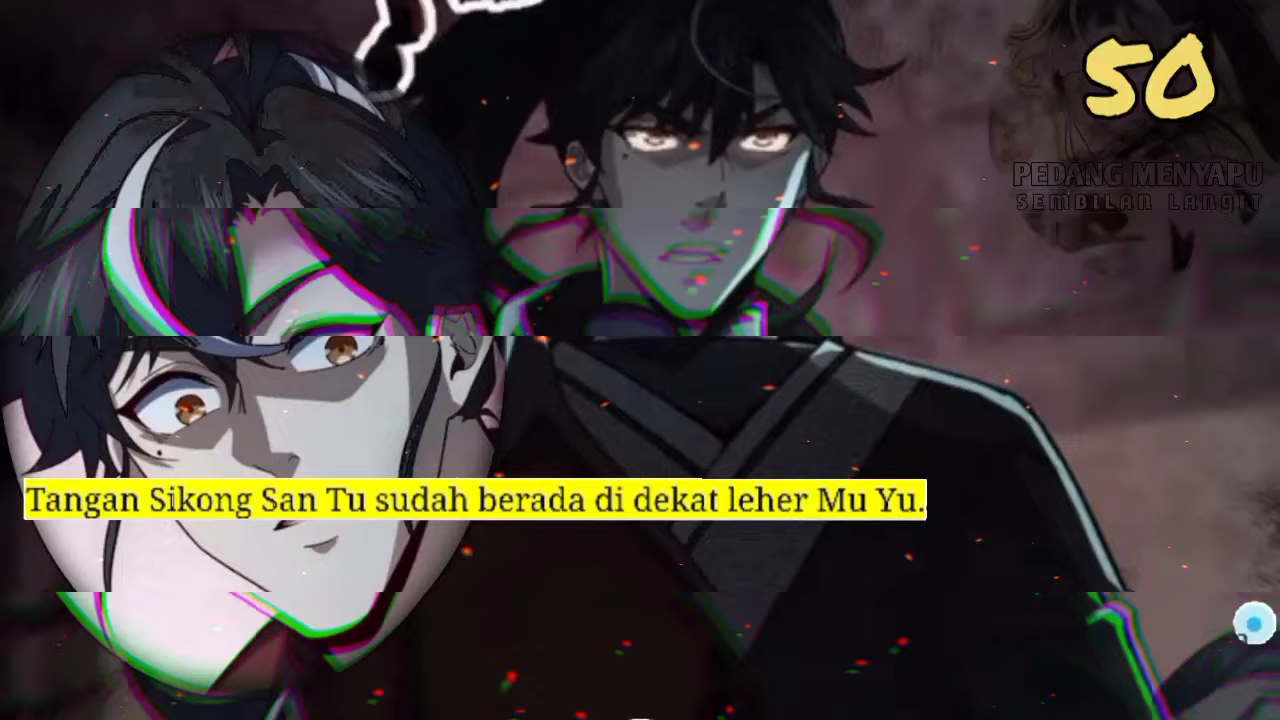 50
PEDANG MENYAPU
SEMBILAN LANGIT
Tangan Sikong San Tu sudah berada di dekat leher Mu Yu.